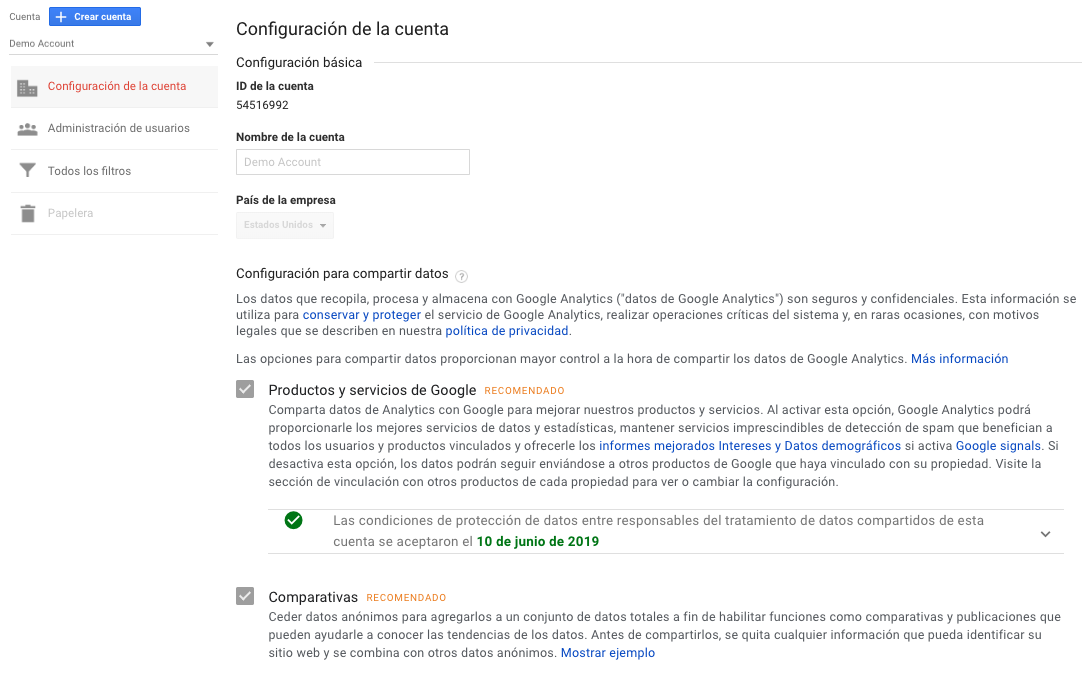 Cuenta
Crear cuenta
Demo Account
Configuración de la cuenta
Administración de usuarios
Todos los filtros
Papelera
Configuración de la cuenta
Configuración básica
ID de la cuenta
54516992
Nombre de la cuenta
Demo Account
País de la empresa
Estados Unidos
Configuración para compartir datos ?
Los datos que recopila, procesa y almacena con Google Analytics ("datos de Google Analytics") son seguros y confidenciales. Esta información se
utiliza para conservar y proteger el servicio de Google Analytics, realizar operaciones críticas del sistema y, en raras ocasiones, con motivos
legales que se describen en nuestra política de privacidad.
Las opciones para compartir datos proporcionan mayor control a la hora de compartir los datos de Google Analytics. Más información
Productos y servicios de Google RECOMENDADO
Comparta datos de Analytics con Google para mejorar nuestros productos y servicios. Al activar esta opción, Google Analytics podrá
proporcionarle los mejores servicios de datos y estadísticas, mantener servicios imprescindibles de detección de spam que benefician a
todos los usuarios y productos vinculados y ofrecerle los informes mejorados Intereses y Datos demográficos si activa Google signals. Si
desactiva esta opción, los datos podrán seguir enviándose a otros productos de Google que haya vinculado con su propiedad. Visite la
sección de vinculación con otros productos de cada propiedad para ver o cambiar la configuración.
Las condiciones de protección de datos entre responsables del tratamiento de datos compartidos de esta
cuenta se aceptaron el 10 de junio de 2019
Comparativas RECOMENDADO
Ceder datos anónimos para agregarlos a un conjunto de datos totales a fin de habilitar funciones como comparativas y publicaciones que
pueden ayudarle a conocer las tendencias de los datos. Antes de compartirlos, se quita cualquier información que pueda identificar su
sitio web y se combina con otros datos anónimos. Mostrar ejemplo